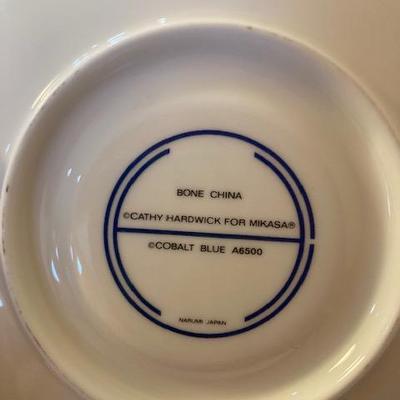 BONE CHINA
©CATHY HARDWICK FOR MIKASA®
©COBALT BLUE A6500
NARUMI JAPAN